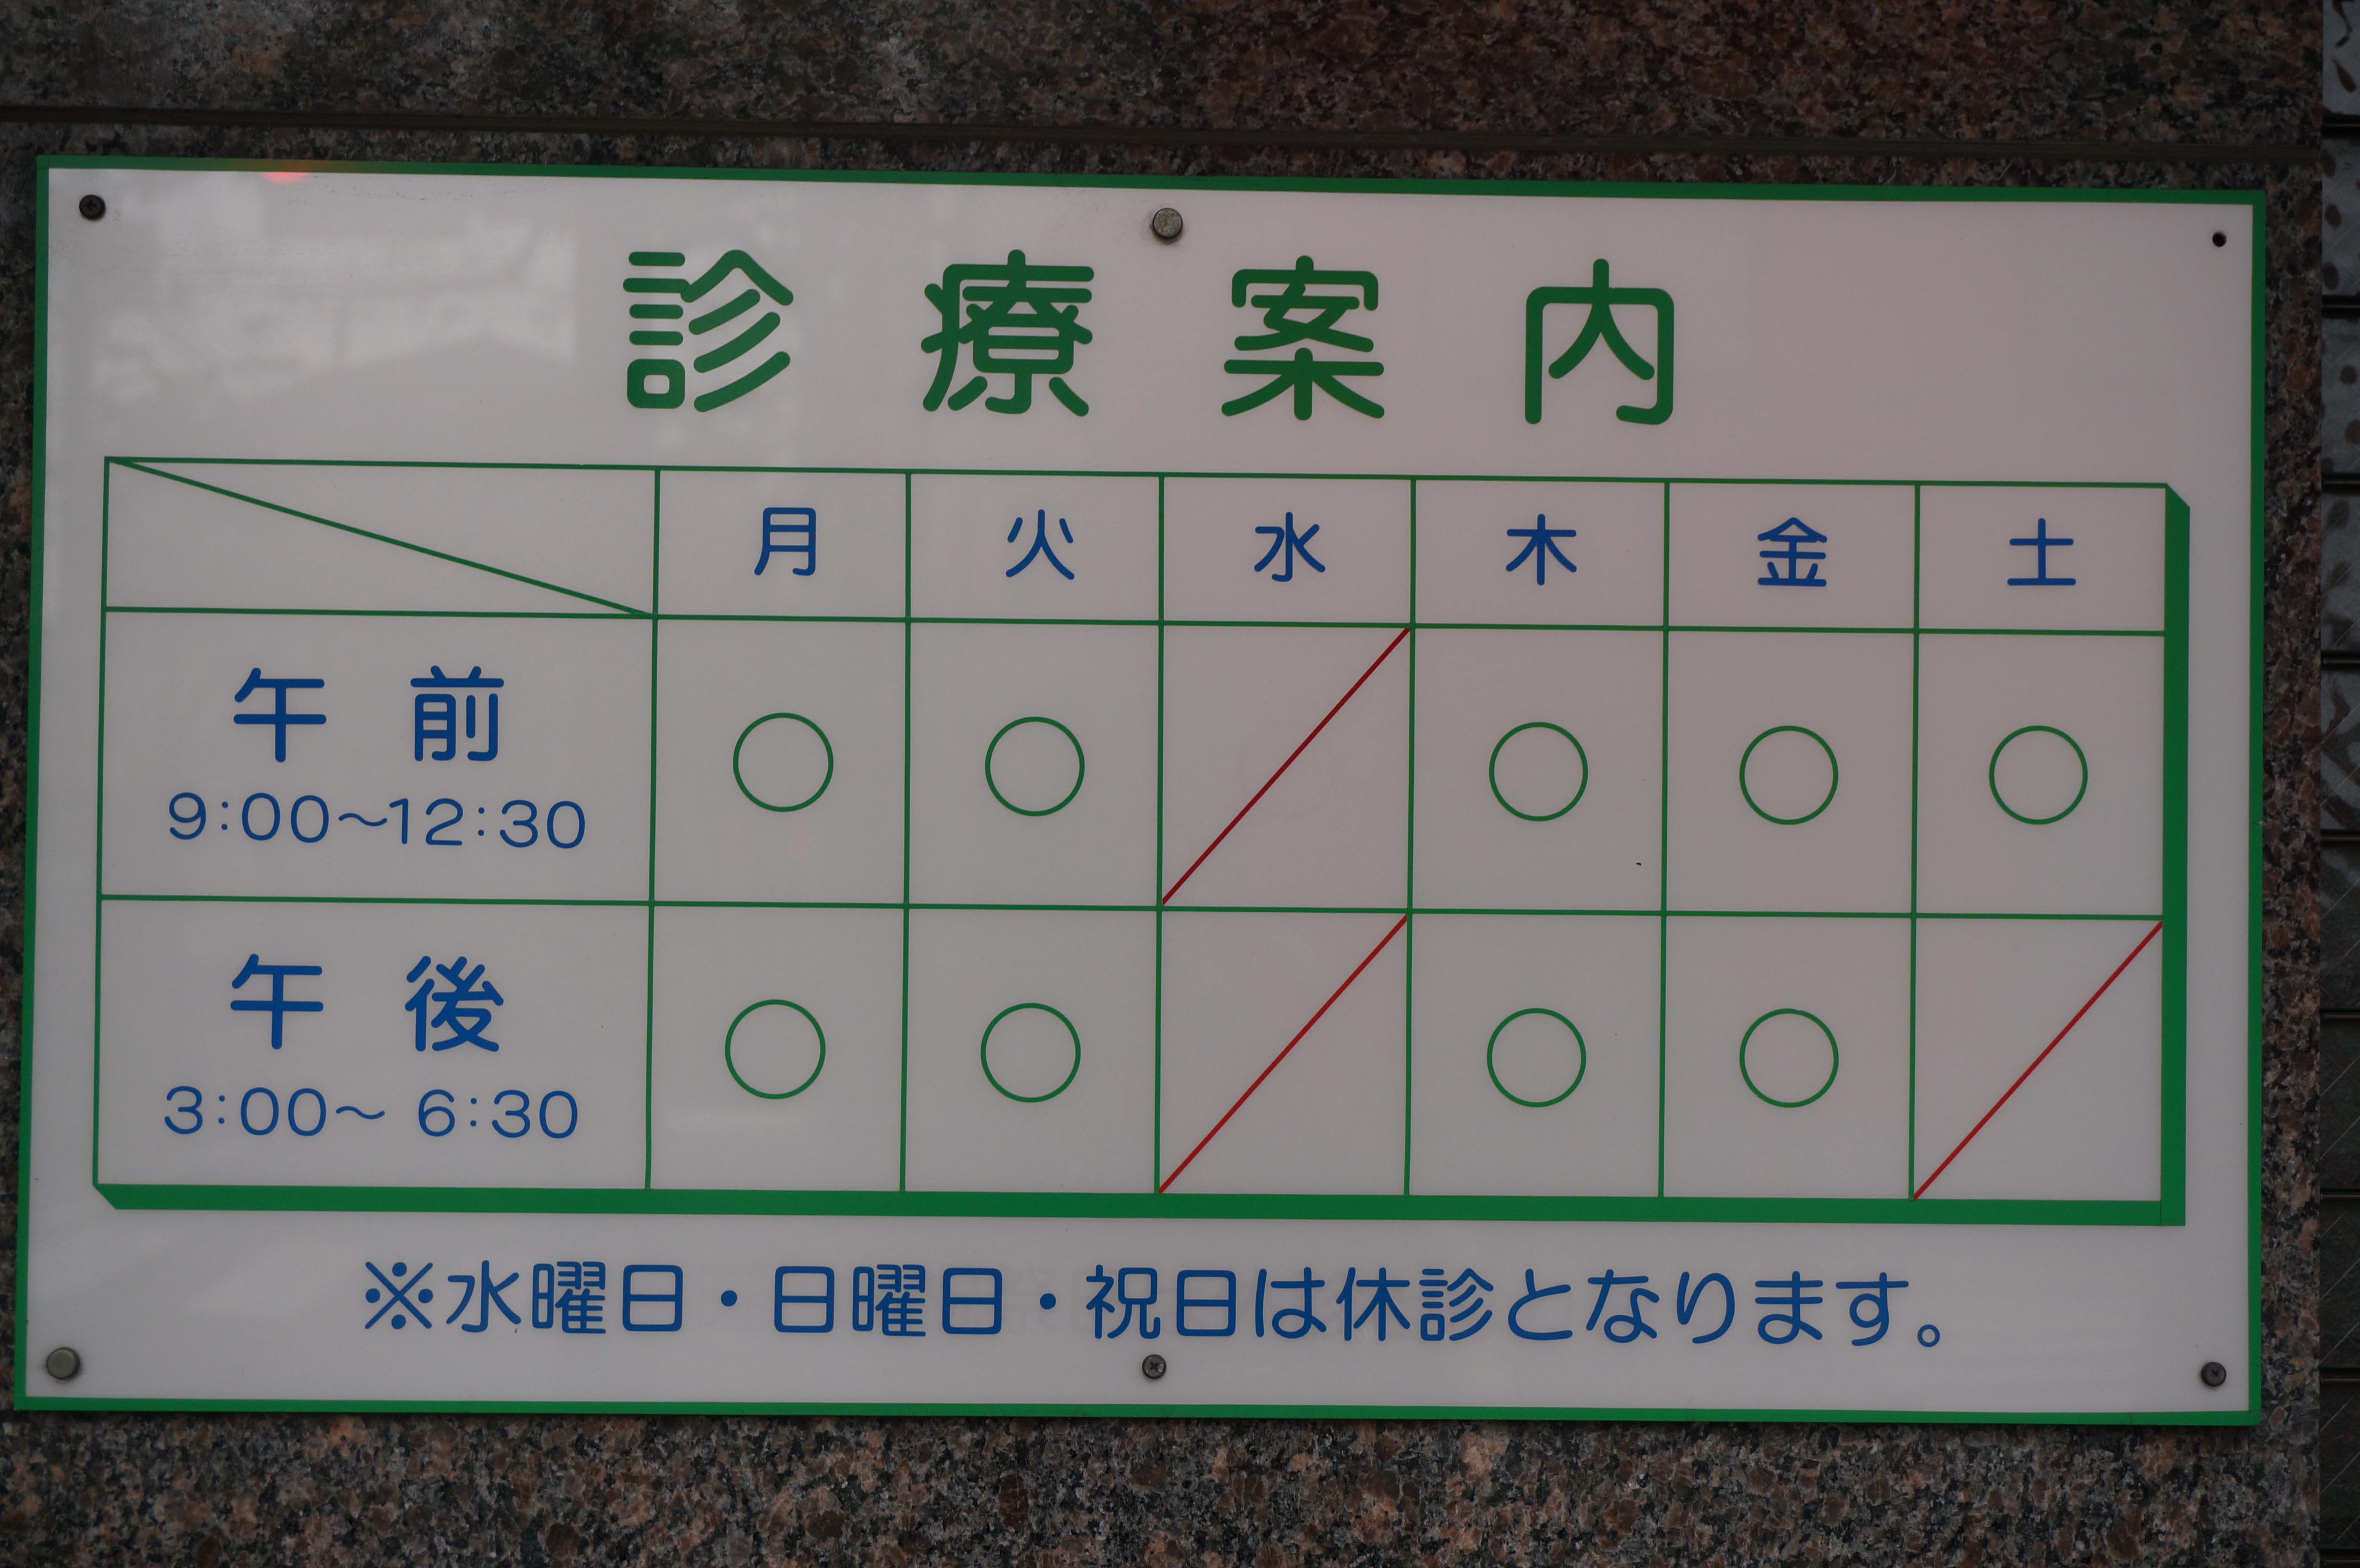 診療案内
月 火 水 木 金 土
午前 ○ ○ ○ ○ ○
9:00〜12:30
午後 ○ ○ ○ ○
3:00〜 6:30
※水曜日・日曜日・祝日は休診となります。